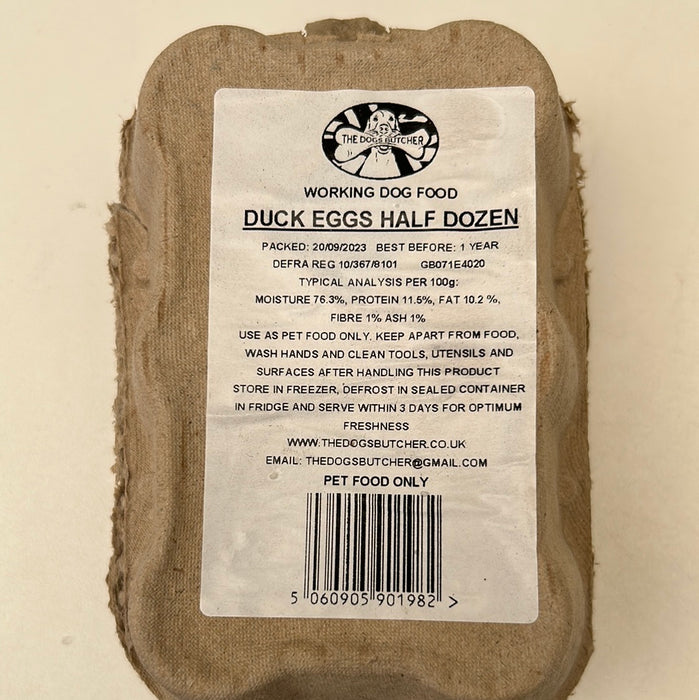 THE DOGS BUTCHER
WORKING DOG FOOD
DUCK EGGS HALF DOZEN
PACKED: 20/09/2023 BEST BEFORE: 1 YEAR
DEFRA REG 10/367/8101 GB071E4020
TYPICAL ANALYSIS PER 100g:
MOISTURE 76.3%, PROTEIN 11.5%, FAT 10.2 %,
FIBRE 1% ASH 1%
USE AS PET FOOD ONLY. KEEP APART FROM FOOD,
WASH HANDS AND CLEAN TOOLS, UTENSILS AND
SURFACES AFTER HANDLING THIS PRODUCT
STORE IN FREEZER, DEFROST IN SEALED CONTAINER
IN FRIDGE AND SERVE WITHIN 3 DAYS FOR OPTIMUM
FRESHNESS
WWW.THEDOGSBUTCHER.CO.UK
EMAIL: THEDOGSBUTCHER@GMAIL.COM
PET FOOD ONLY
5 060905 901982 >